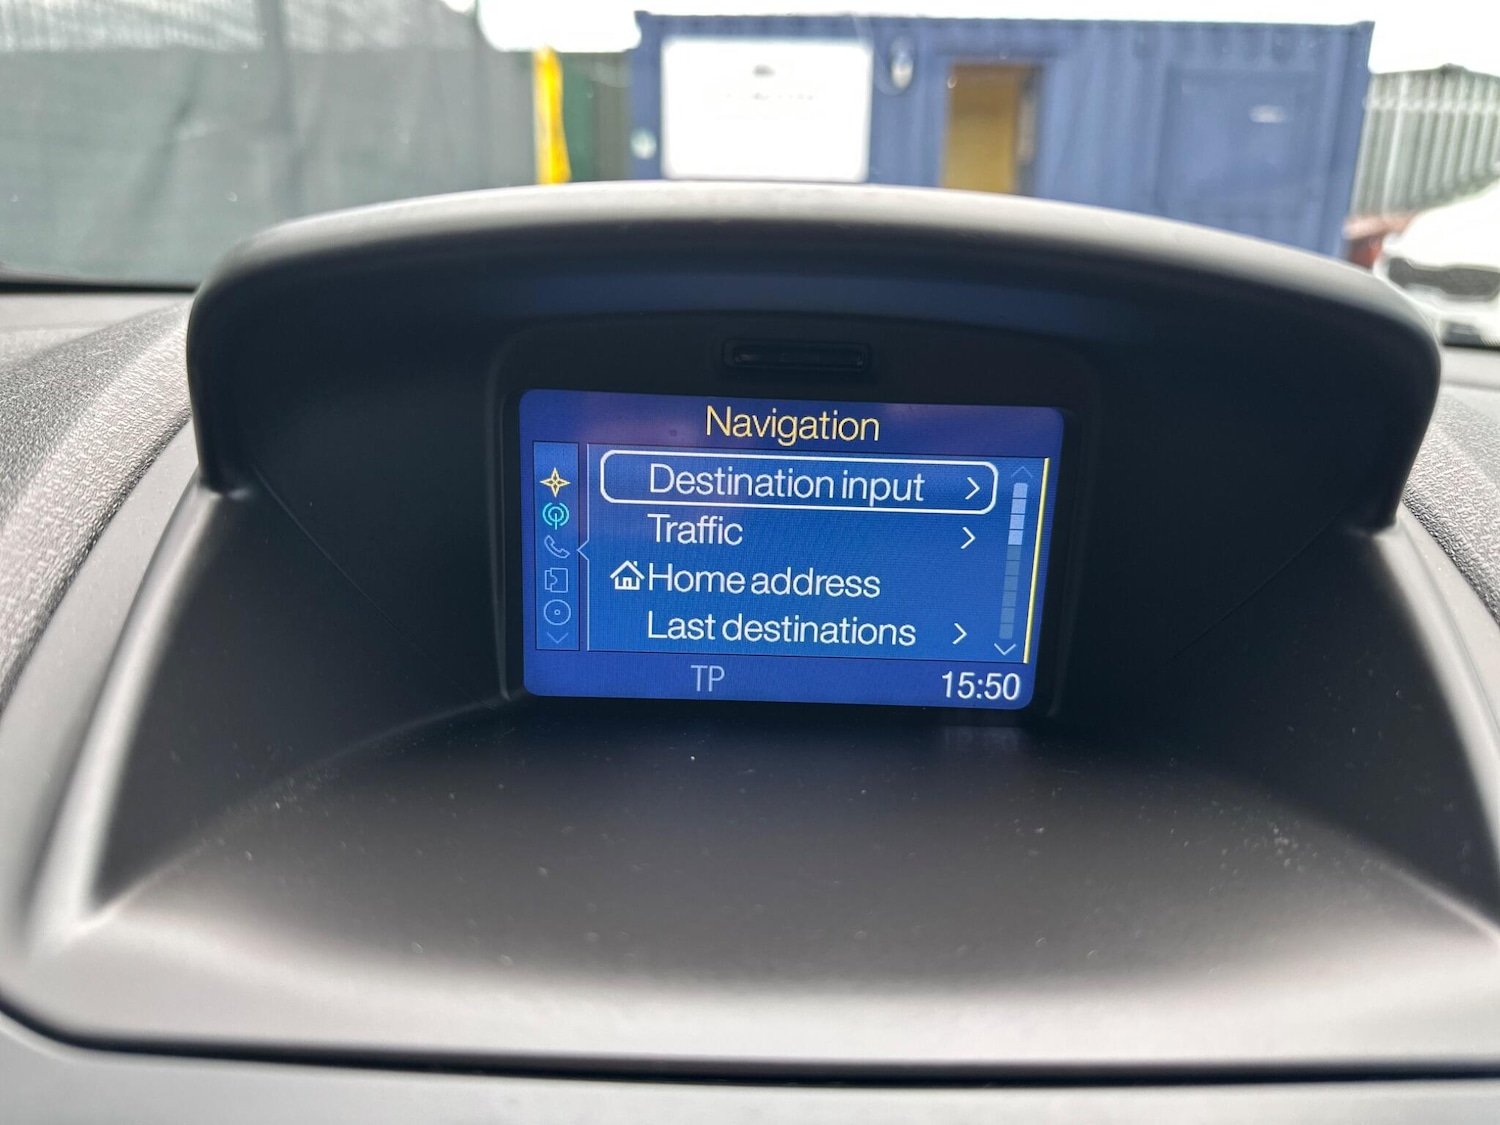 Navigation
Destination input
Traffic
Home address
Last destinations
TP
15:50